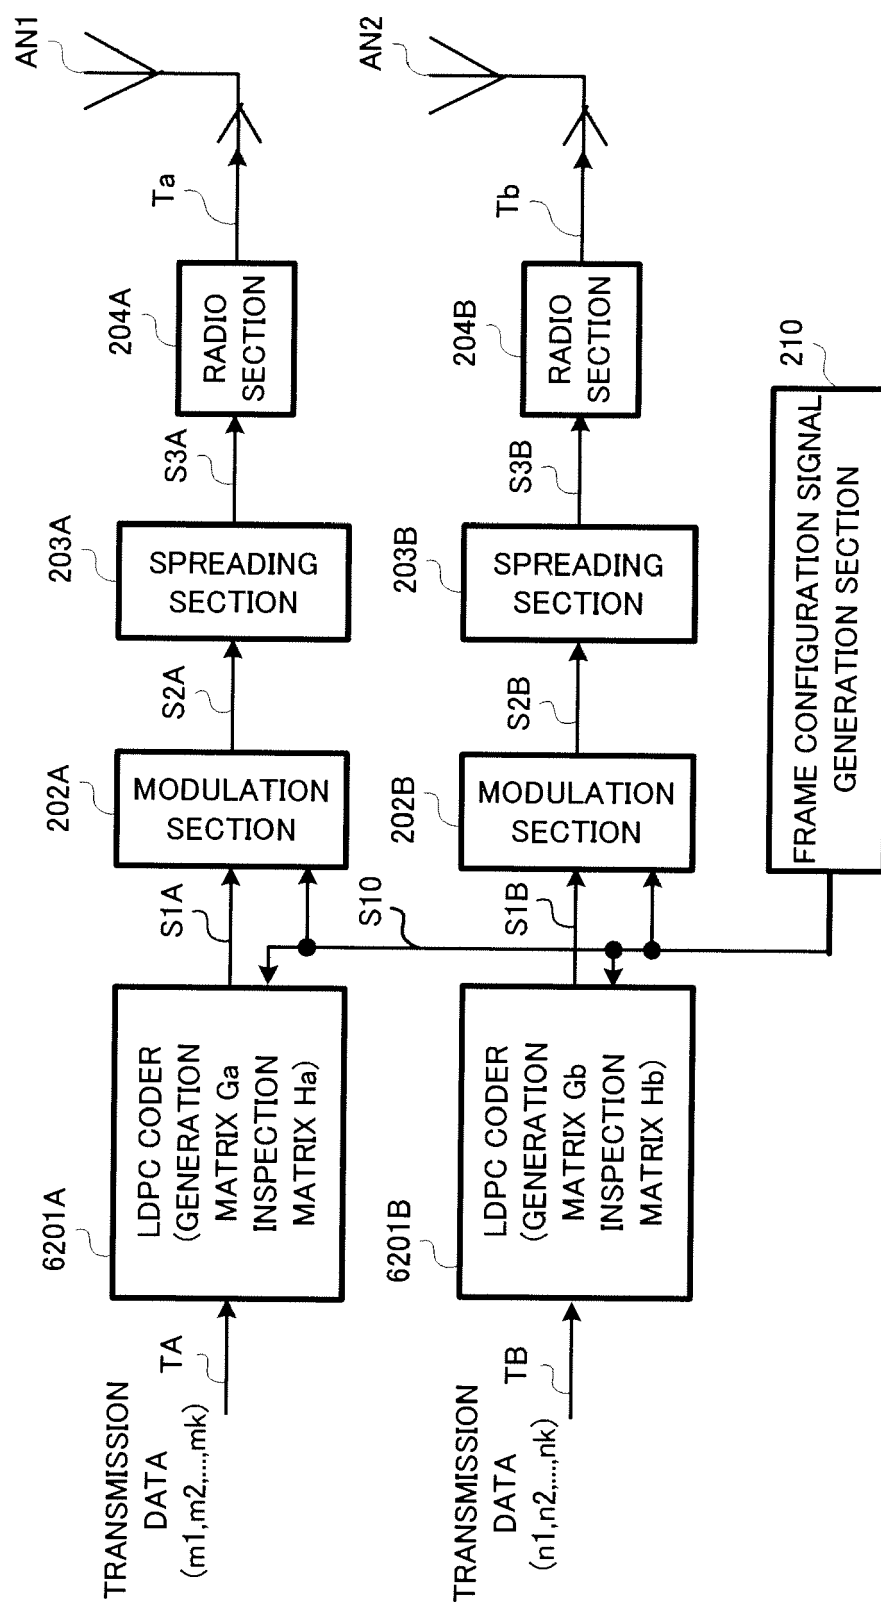 TRANSMISSION
DATA
(m1,m2,...,mk)
TA
6201A
LDPC CODER
(GENERATION
MATRIX Ga
INSPECTION
MATRIX Ha)
S1A
202A
MODULATION
SECTION
S2A
203A
SPREADING
SECTION
S3A
204A
RADIO
SECTION
Ta
AN1
S10
TRANSMISSION
DATA
(n1,n2,...,nk)
TB
6201B
LDPC CODER
(GENERATION
MATRIX Gb
INSPECTION
MATRIX Hb)
S1B
202B
MODULATION
SECTION
S2B
203B
SPREADING
SECTION
S3B
204B
RADIO
SECTION
Tb
AN2
210
FRAME CONFIGURATION SIGNAL
GENERATION SECTION